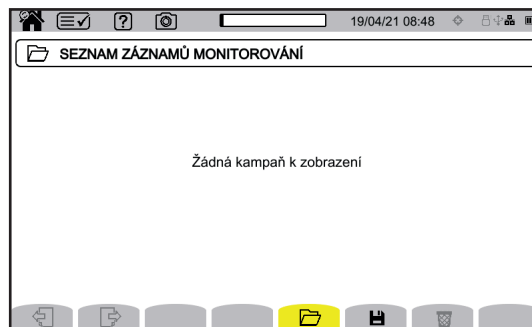 19/04/21 08:48
SEZNAM ZÁZNAMŮ MONITOROVÁNÍ
Žádná kampaň k zobrazení